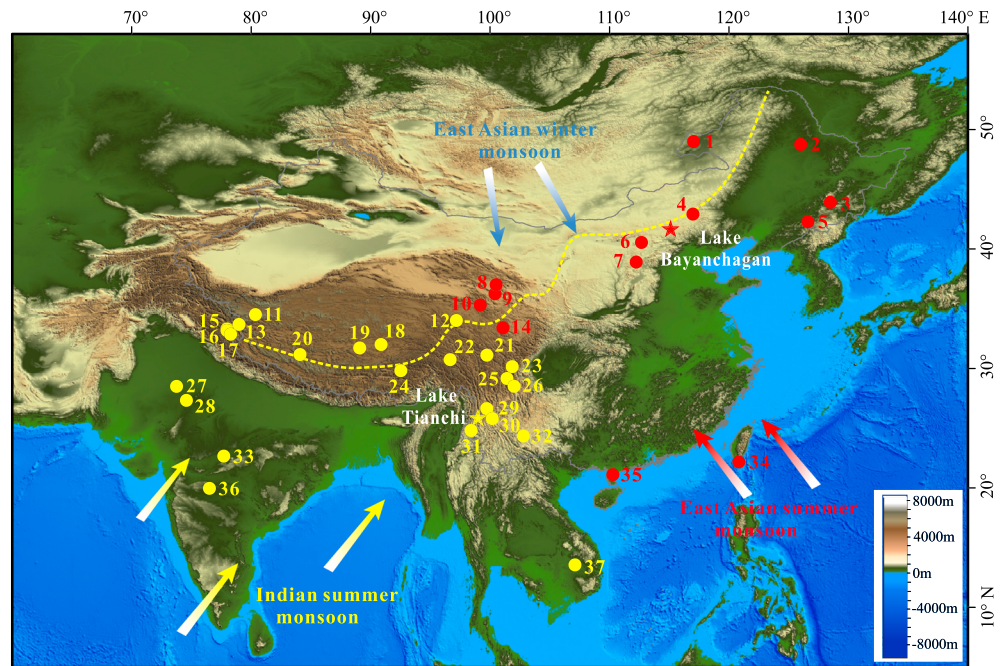 70° 80° 90° 100° 110° 120° 130° 140° E
50°
40°
30°
20°
10° N
East Asian winter
monsoon
1
2
3
4
5
6
7
Lake
Bayanchagan
8
9
10
14
11
12
13
15
16
17
18
19
20
21
22
23
24
25
26
27
28
Lake
Tianchi
29
30
31
32
33
34
35
36
37
East Asian summer
monsoon
Indian summer
monsoon
8000m
4000m
0m
-4000m
-8000m